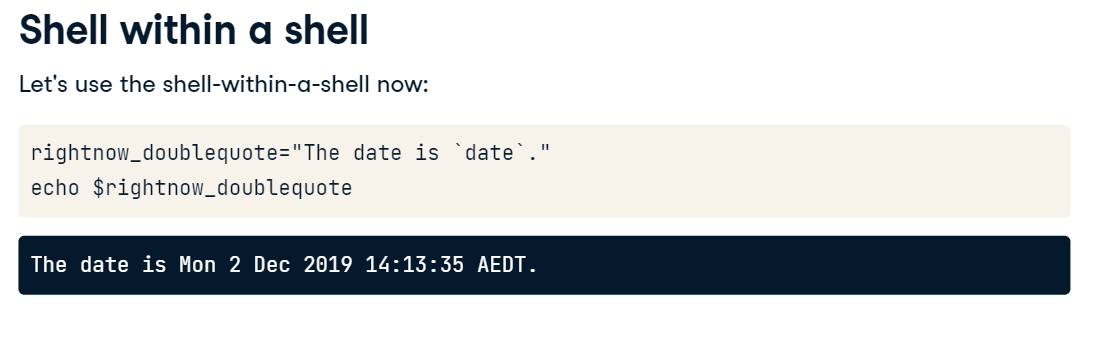 Shell within a shell
Let's use the shell-within-a-shell now:
rightnow_doublequote="The date is `date`."
echo $rightnow_doublequote
The date is Mon 2 Dec 2019 14:13:35 AEDT.